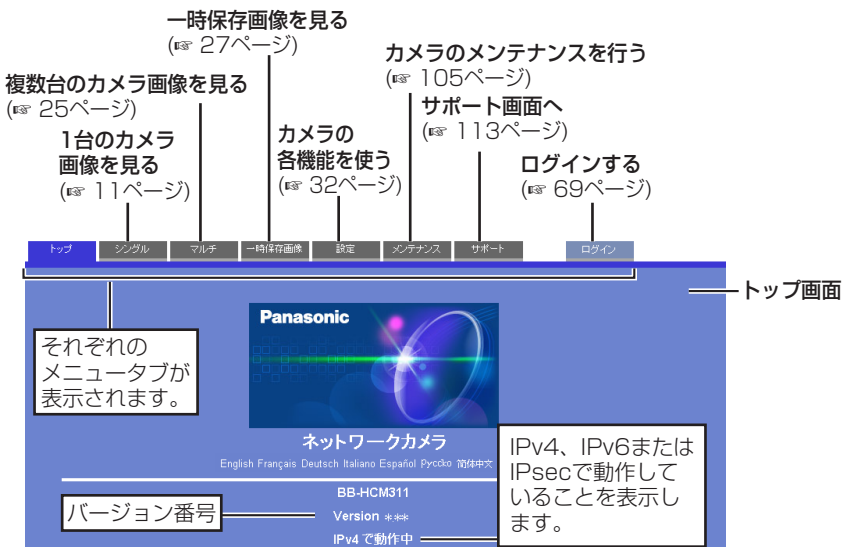 一時保存画像を見る
(☞ 27ページ)
カメラのメンテナンスを行う
(☞ 105ページ)
複数台のカメラ画像を見る
(☞ 25ページ)
サポート画面へ
(☞ 113ページ)
1台のカメラ
画像を見る
(☞ 11ページ)
カメラの
各機能を使う
(☞ 32ページ)
ログインする
(☞ 69ページ)
トップ シングル マルチ 一時保存画像 設定 メンテナンス サポート ログイン
トップ画面
それぞれの
メニュータブが
表示されます。
Panasonic
ネットワークカメラ
English Français Deutsch Italiano Español Русско 简体中文
IPv4、IPv6または
IPsecで動作して
いることを表示し
ます。
バージョン番号
BB-HCM311
Version ***
IPv4 で動作中